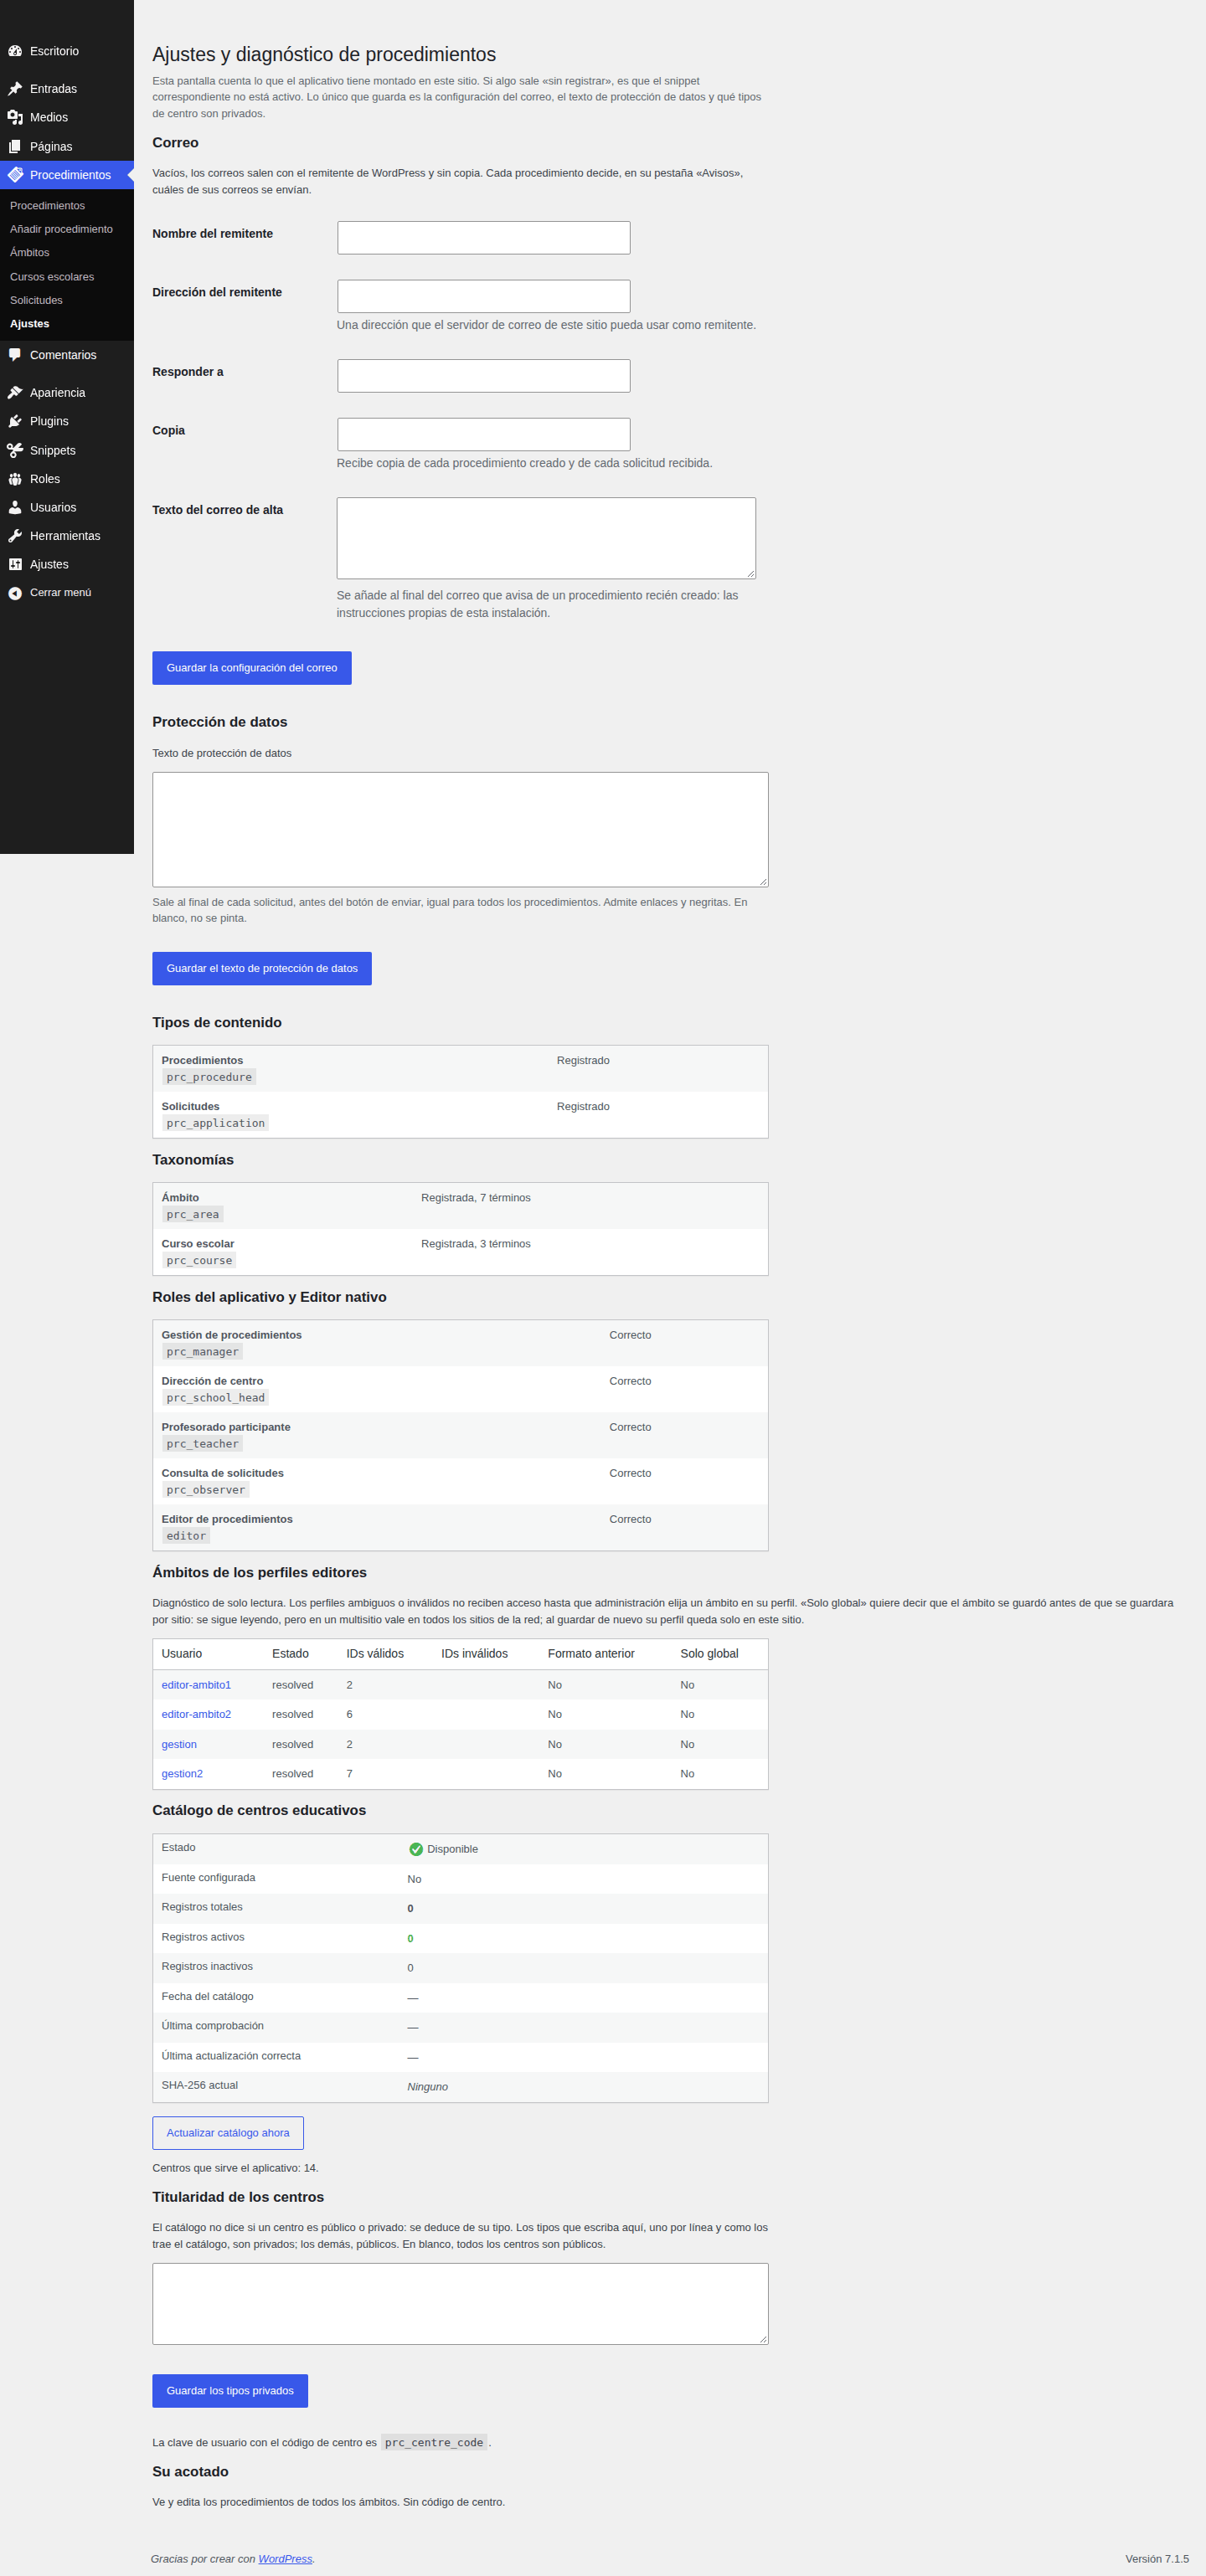 Escritorio
Entradas
Medios
Páginas
Procedimientos
Procedimientos
Añadir procedimiento
Ámbitos
Cursos escolares
Solicitudes
Ajustes
Comentarios
Apariencia
Plugins
Snippets
Roles
Usuarios
Herramientas
Ajustes
Cerrar menú
Ajustes y diagnóstico de procedimientos
Esta pantalla cuenta lo que el aplicativo tiene montado en este sitio. Si algo sale «sin registrar», es que el snippet
correspondiente no está activo. Lo único que guarda es la configuración del correo, el texto de protección de datos y qué tipos
de centro son privados.
Correo
Vacíos, los correos salen con el remitente de WordPress y sin copia. Cada procedimiento decide, en su pestaña «Avisos»,
cuáles de sus correos se envían.
Nombre del remitente
Dirección del remitente
Una dirección que el servidor de correo de este sitio pueda usar como remitente.
Responder a
Copia
Recibe copia de cada procedimiento creado y de cada solicitud recibida.
Texto del correo de alta
Se añade al final del correo que avisa de un procedimiento recién creado: las
instrucciones propias de esta instalación.
Guardar la configuración del correo
Protección de datos
Texto de protección de datos
Sale al final de cada solicitud, antes del botón de enviar, igual para todos los procedimientos. Admite enlaces y negritas. En
blanco, no se pinta.
Guardar el texto de protección de datos
Tipos de contenido
Procedimientos Registrado
prc_procedure
Solicitudes Registrado
prc_application
Taxonomías
Ámbito Registrada, 7 términos
prc_area
Curso escolar Registrada, 3 términos
prc_course
Roles del aplicativo y Editor nativo
Gestión de procedimientos Correcto
prc_manager
Dirección de centro Correcto
prc_school_head
Profesorado participante Correcto
prc_teacher
Consulta de solicitudes Correcto
prc_observer
Editor de procedimientos Correcto
editor
Ámbitos de los perfiles editores
Diagnóstico de solo lectura. Los perfiles ambiguos o inválidos no reciben acceso hasta que administración elija un ámbito en su perfil. «Solo global» quiere decir que el ámbito se guardó antes de que se guardara
por sitio: se sigue leyendo, pero en un multisitio vale en todos los sitios de la red; al guardar de nuevo su perfil queda solo en este sitio.
Usuario Estado IDs válidos IDs inválidos Formato anterior Solo global
editor-ambito1 resolved 2 No No
editor-ambito2 resolved 6 No No
gestion resolved 2 No No
gestion2 resolved 7 No No
Catálogo de centros educativos
Estado Disponible
Fuente configurada No
Registros totales 0
Registros activos 0
Registros inactivos 0
Fecha del catálogo —
Última comprobación —
Última actualización correcta —
SHA-256 actual Ninguno
Actualizar catálogo ahora
Centros que sirve el aplicativo: 14.
Titularidad de los centros
El catálogo no dice si un centro es público o privado: se deduce de su tipo. Los tipos que escriba aquí, uno por línea y como los
trae el catálogo, son privados; los demás, públicos. En blanco, todos los centros son públicos.
Guardar los tipos privados
La clave de usuario con el código de centro es prc_centre_code.
Su acotado
Ve y edita los procedimientos de todos los ámbitos. Sin código de centro.
Gracias por crear con WordPress. Versión 7.1.5